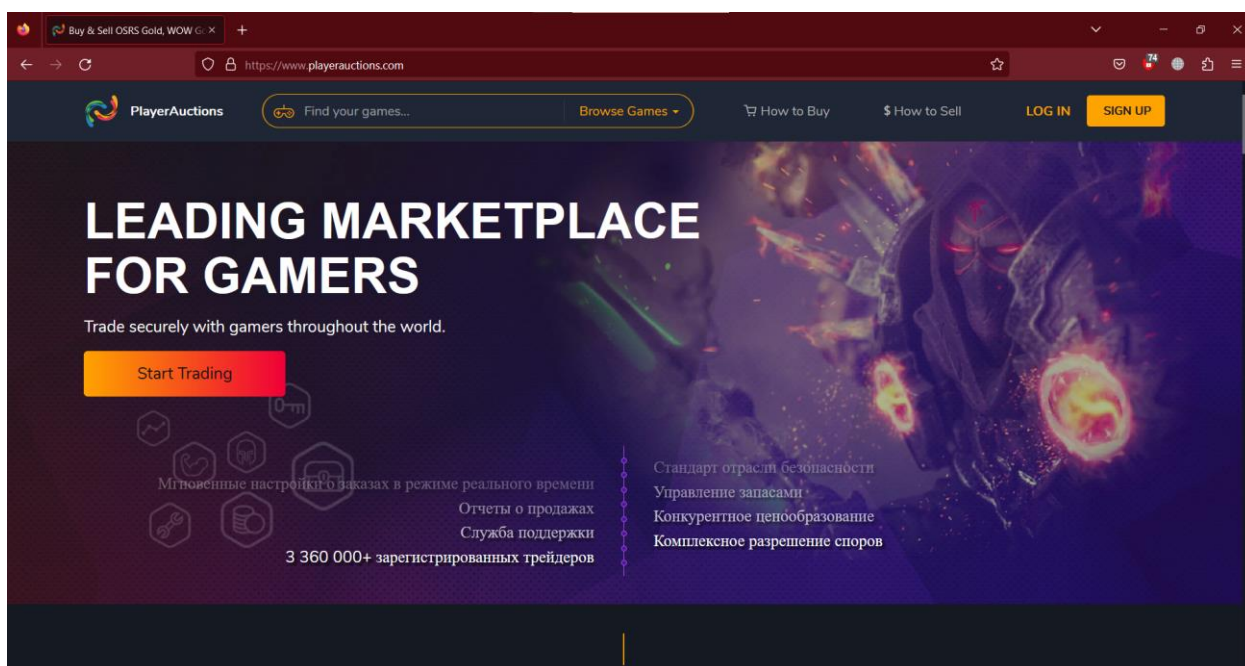 Buy & Sell OSRS Gold, WOW G
https://www.playerauctions.com
74
PlayerAuctions
Find your games...
Browse Games
How to Buy
$ How to Sell
LOG IN
SIGN UP
LEADING MARKETPLACE
FOR GAMERS
Trade securely with gamers throughout the world.
Start Trading
Мгновенные настройки о заказах в режиме реального времени
Отчеты о продажах
Служба поддержки
3 360 000+ зарегистрированных трейдеров
Стандарт отрасли безопасности
Управление запасами
Конкурентное ценообразование
Комплексное разрешение споров